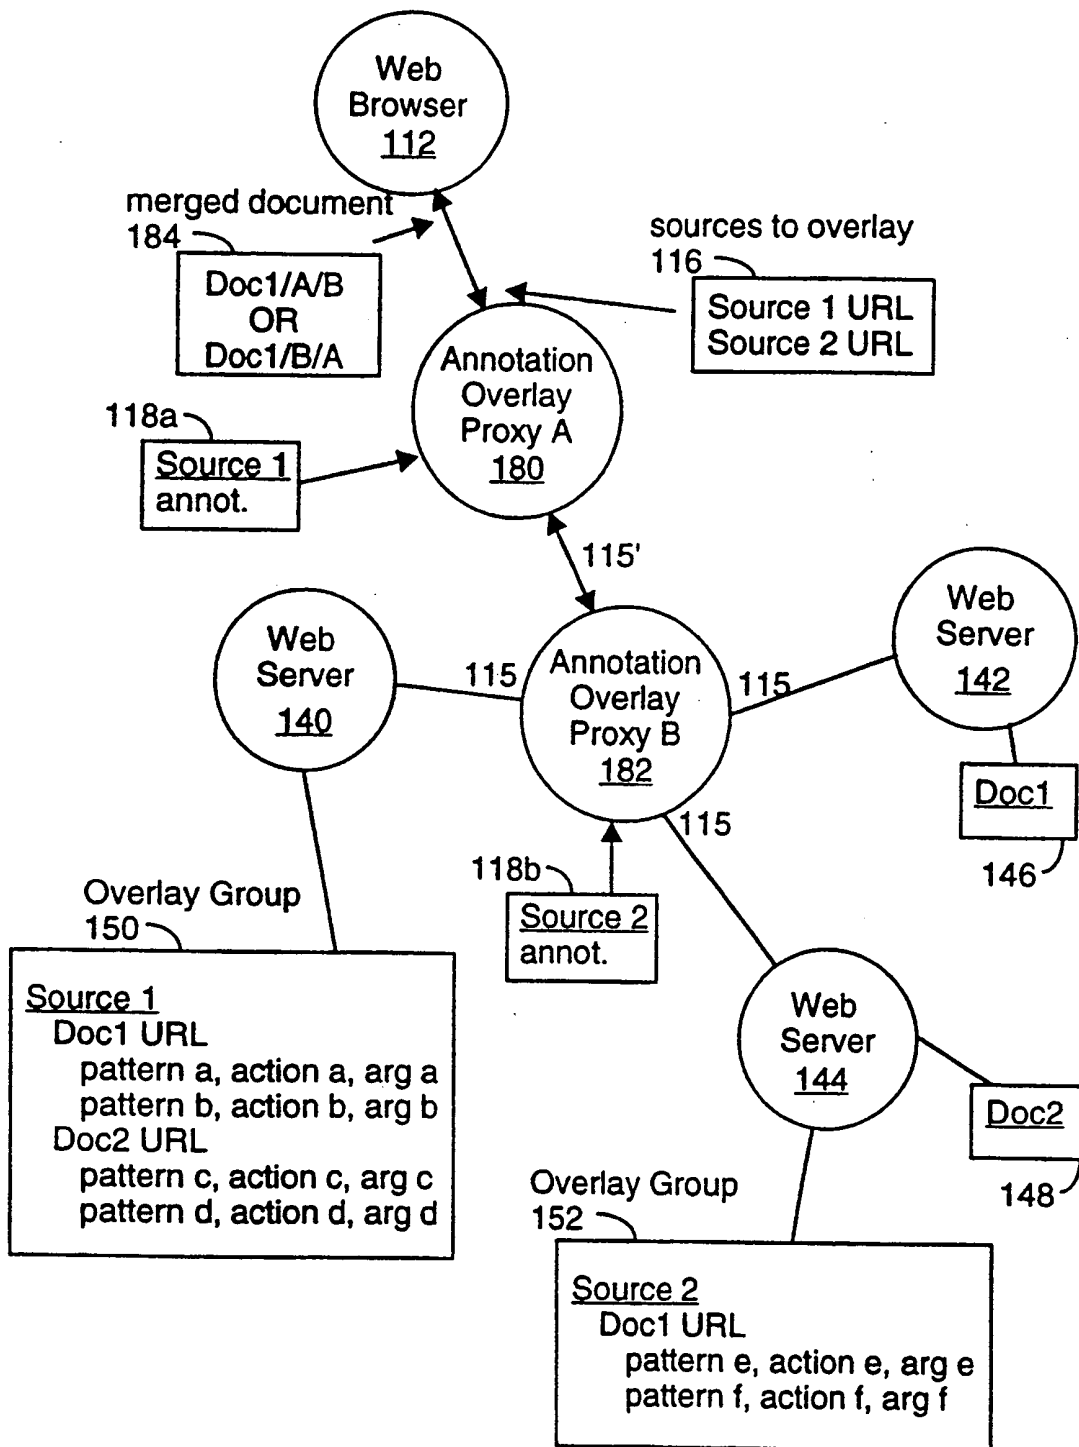 Web
Browser
112
merged document
184
Doc1/A/B
OR
Doc1/B/A
sources to overlay
116
Source 1 URL
Source 2 URL
Annotation
Overlay
Proxy A
180
118a
Source 1
annot.
115'
Web
Server
140
115
Annotation
Overlay
Proxy B
182
115
Web
Server
142
Doc1
146
115
118b
Source 2
annot.
Overlay Group
150
Source 1
Doc1 URL
pattern a, action a, arg a
pattern b, action b, arg b
Doc2 URL
pattern c, action c, arg c
pattern d, action d, arg d
Web
Server
144
Doc2
148
Overlay Group
152
Source 2
Doc1 URL
pattern e, action e, arg e
pattern f, action f, arg f